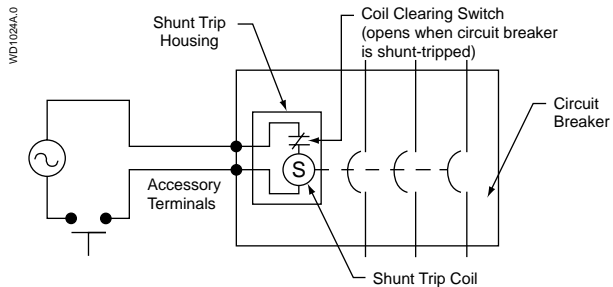 WD1024A.0
Shunt Trip
Housing
Coil Clearing Switch
(opens when circuit breaker
is shunt-tripped)
Circuit
Breaker
S
Accessory
Terminals
Shunt Trip Coil